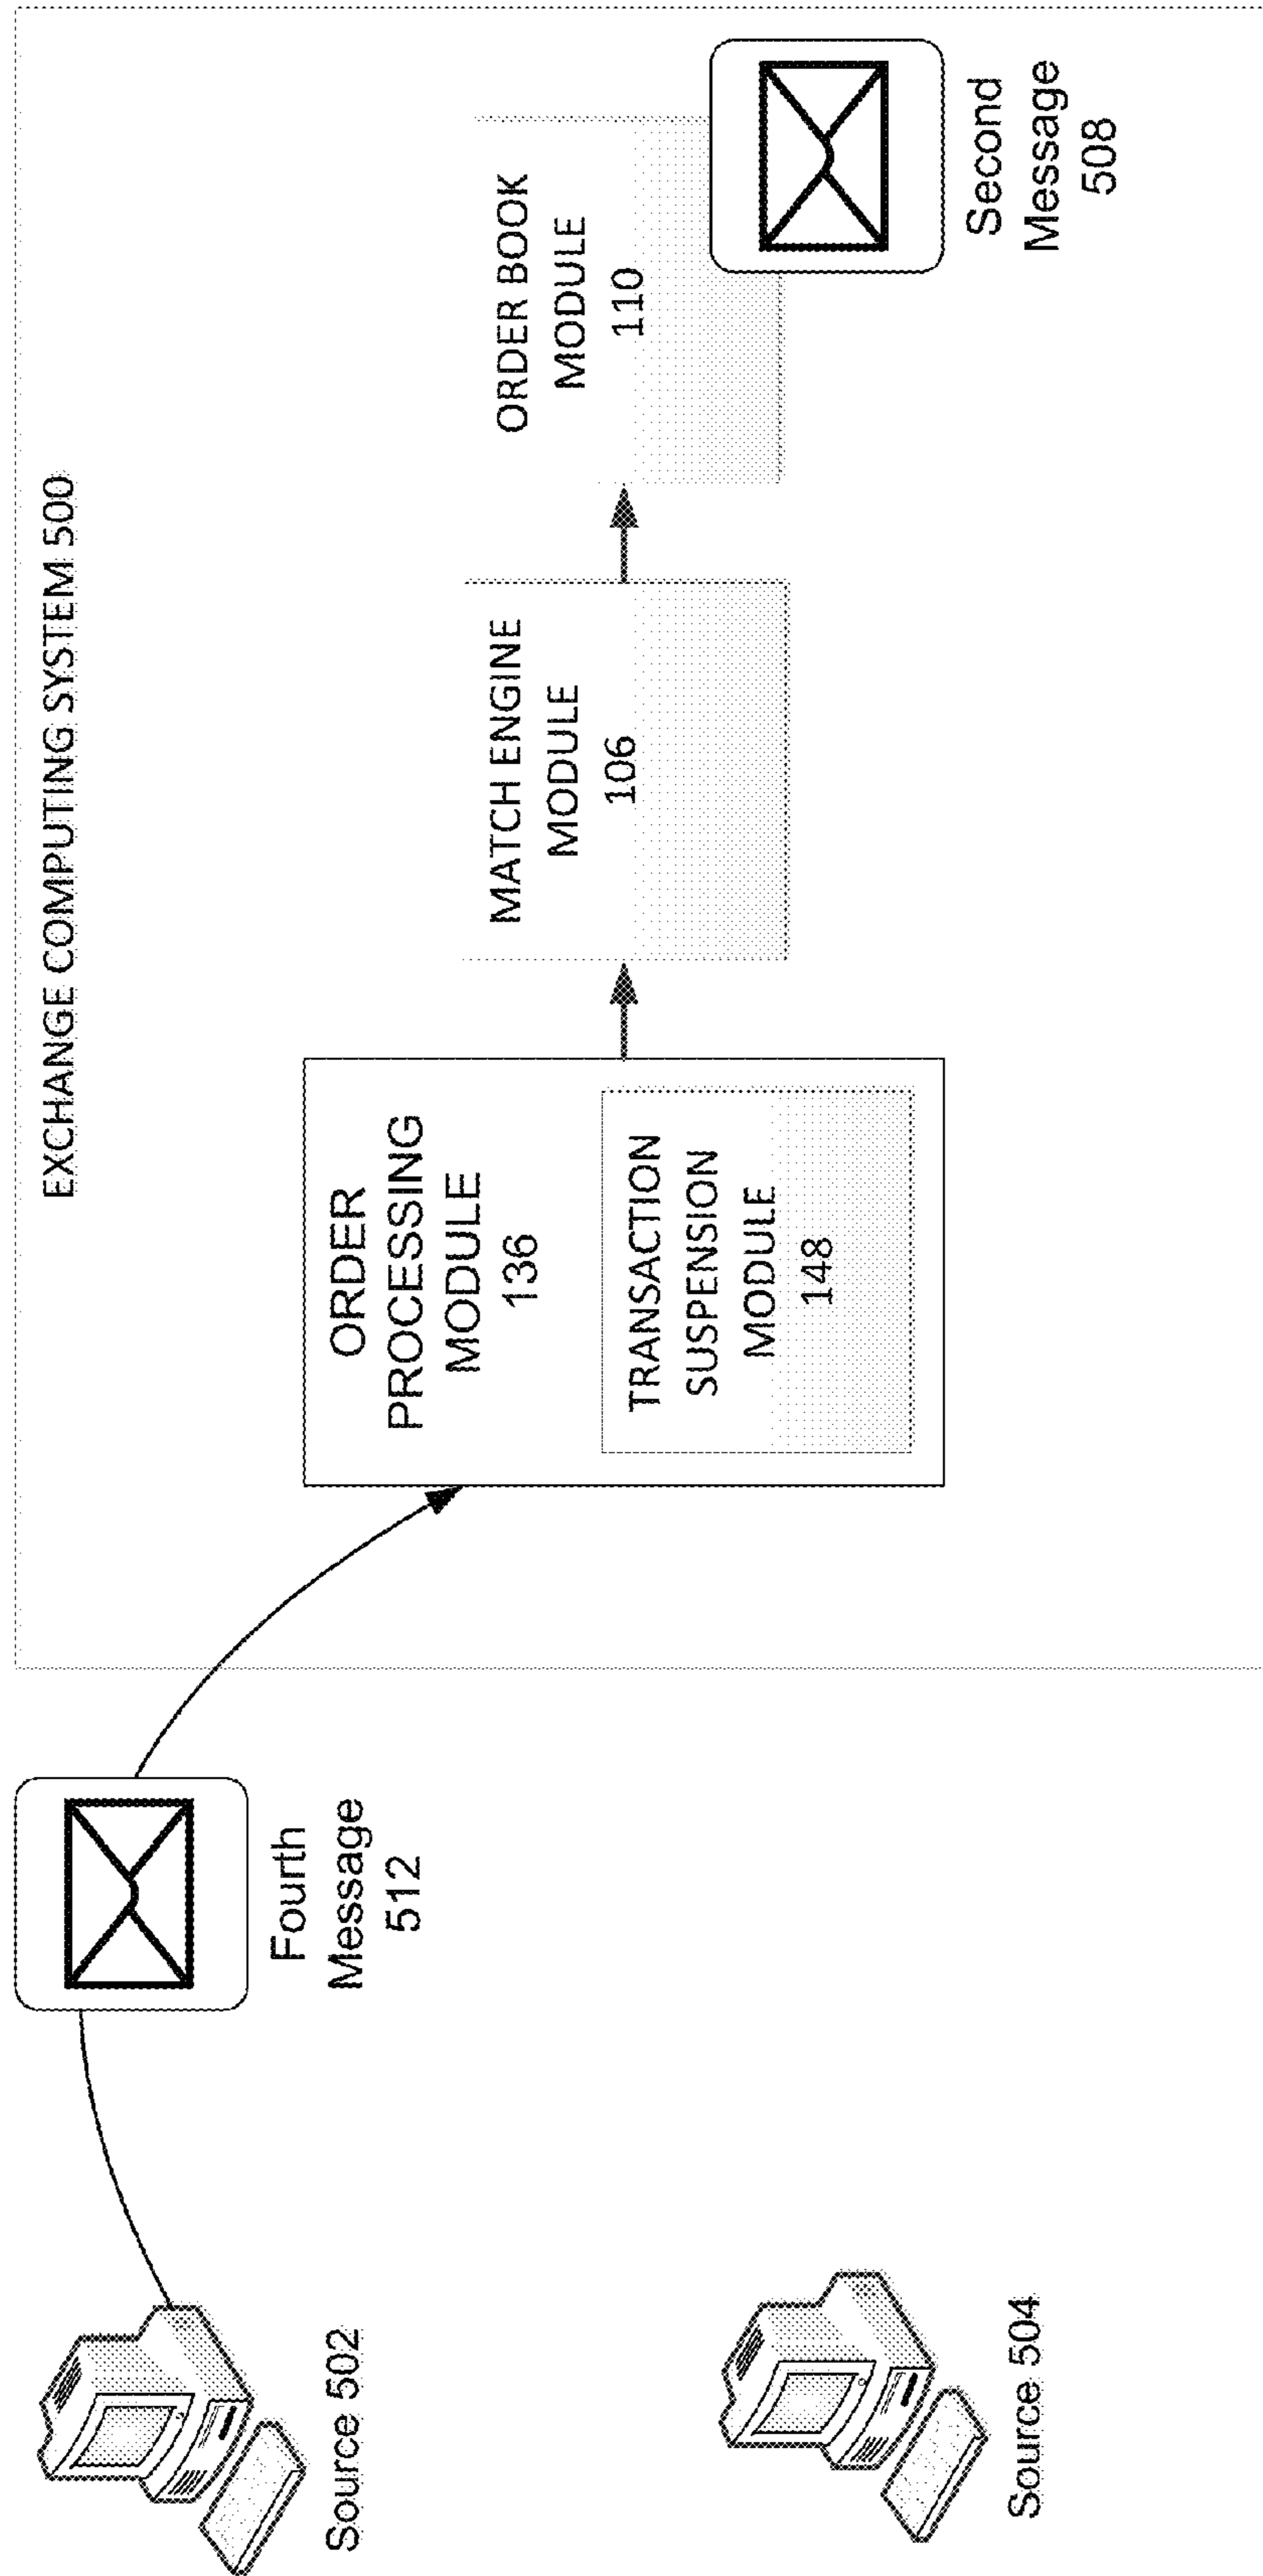 EXCHANGE COMPUTING SYSTEM 500
Fourth
Message
512
Source 502
Source 504
ORDER
PROCESSING
MODULE
136
TRANSACTION
SUSPENSION
MODULE
148
MATCH ENGINE
MODULE
106
ORDER BOOK
MODULE
110
Second
Message
508